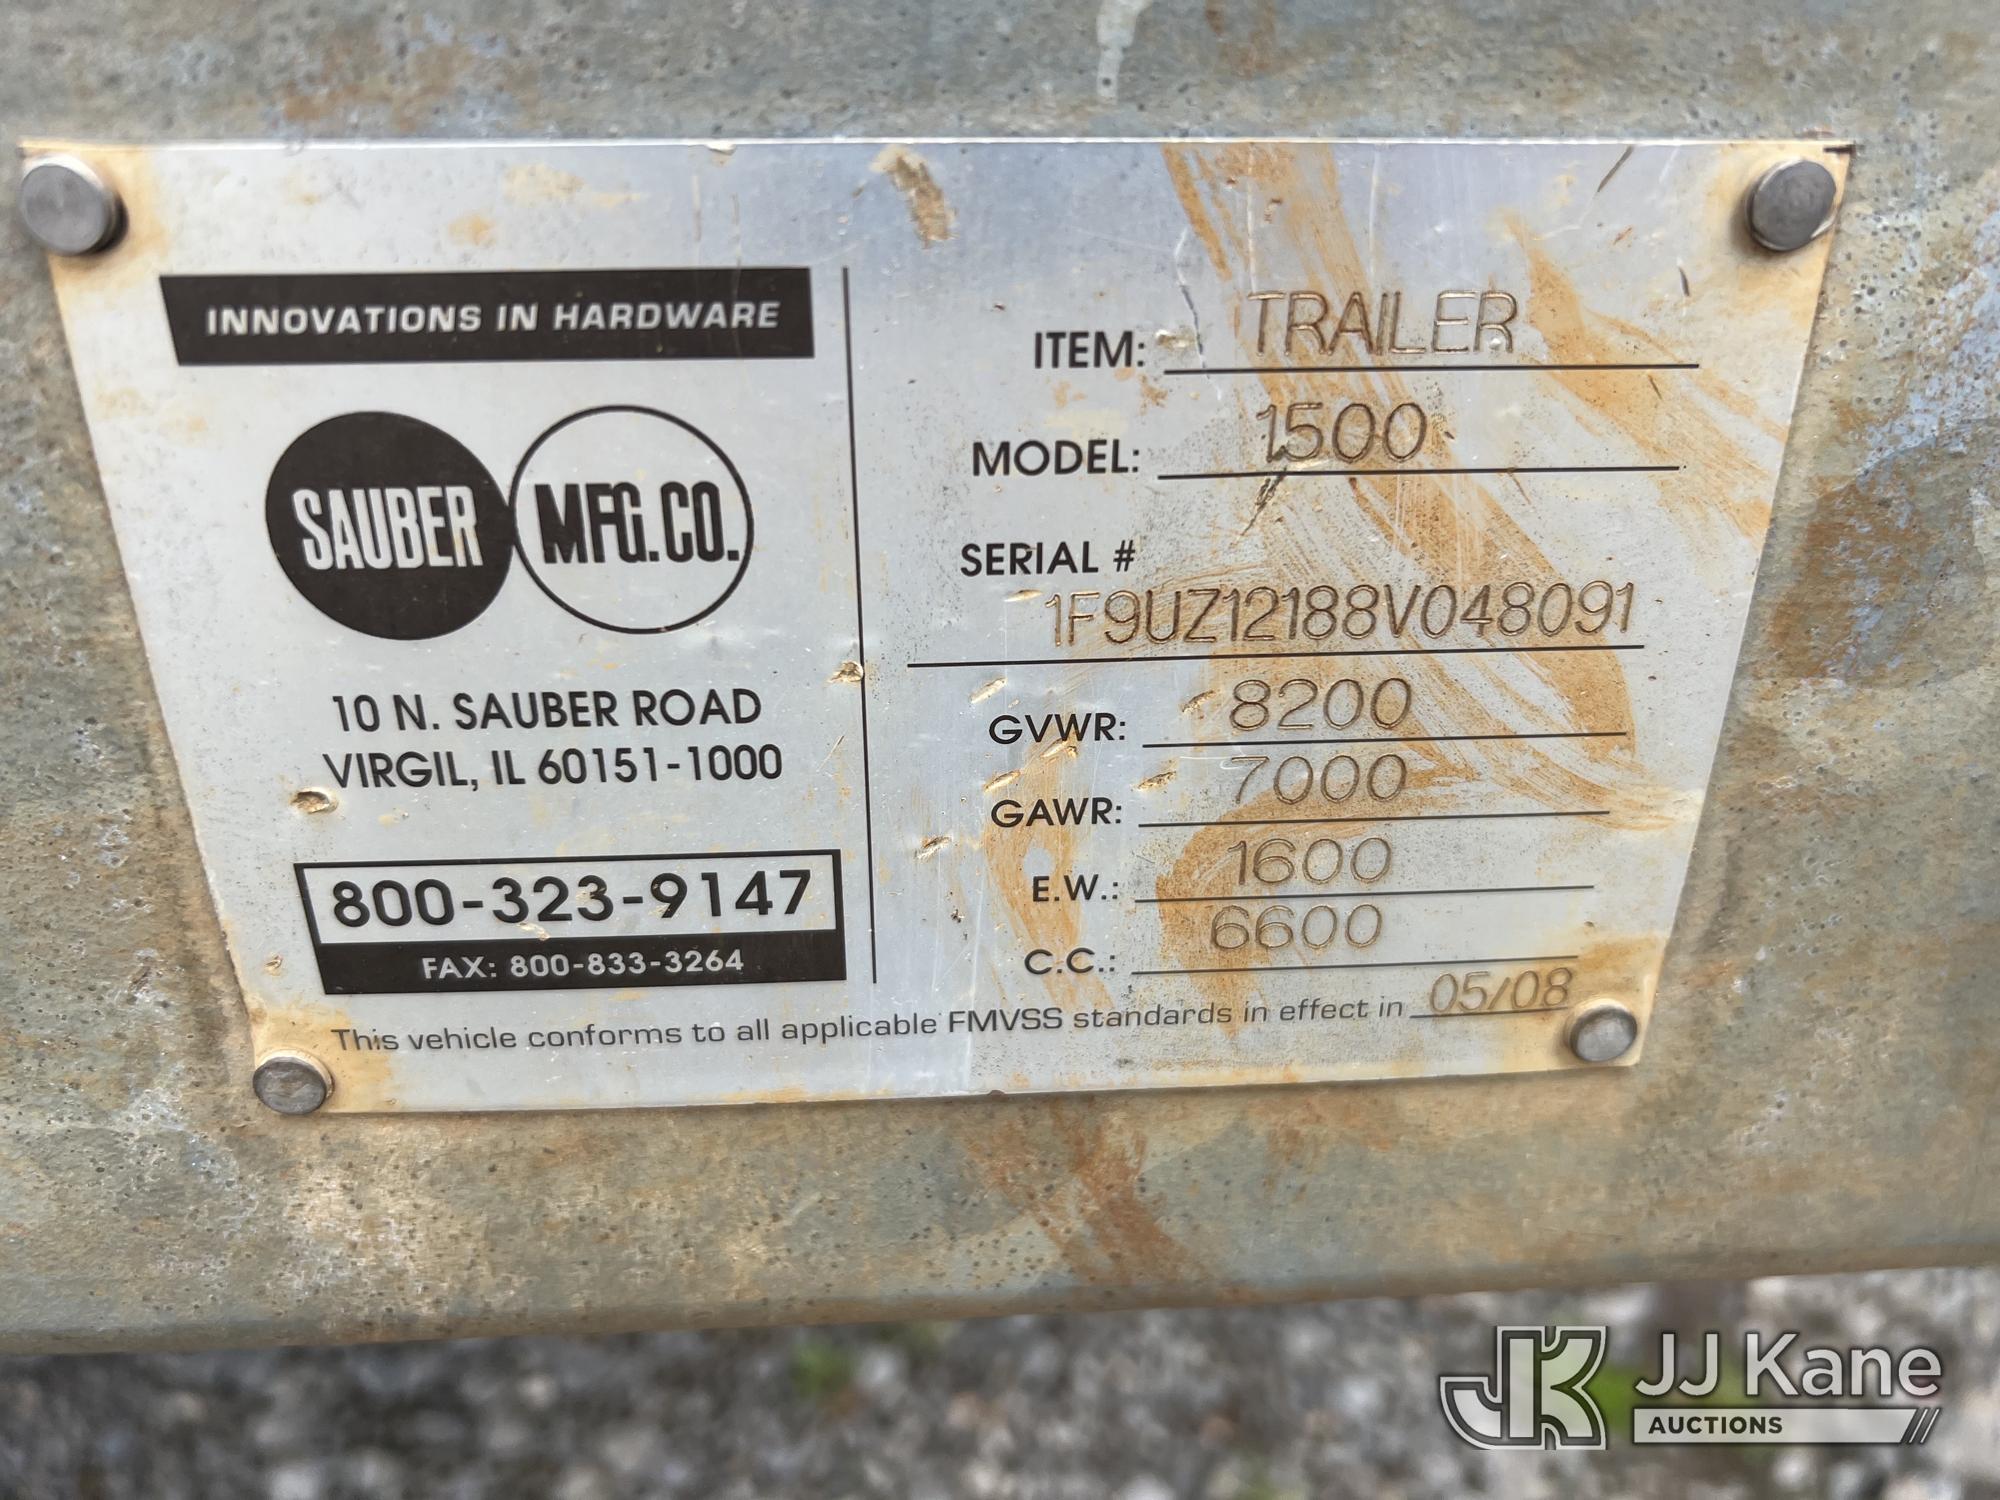 INNOVATIONS IN HARDWARE
SAUBER MFG.CO.
10 N. SAUBER ROAD
VIRGIL, IL 60151-1000
800-323-9147
FAX: 800-833-3264
ITEM: TRAILER
MODEL: 1500
SERIAL #
1F9UZ12188V048091
GVWR: 8200
GAWR: 7000
E.W.: 1600
C.C.: 6600
This vehicle conforms to all applicable FMVSS standards in effect in 05/08
JK JJ Kane
AUCTIONS